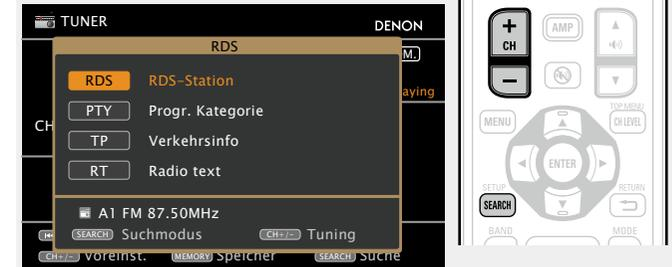 TUNER
DENON
RDS
M.
RDS RDS-Station
aying
PTY Progr. Kategorie
CH
TP Verkehrsinfo
RT Radio text
A1 FM 87.50MHz
SEARCH Suchmodus CH+/- Tuning
CH+/- Voreinst. MEMORY Speicher SEARCH Suche
+
CH
−
AMP
TOP MENU
MENU
CH LEVEL
ENTER
SETUP
RETURN
SEARCH
BAND
MODE